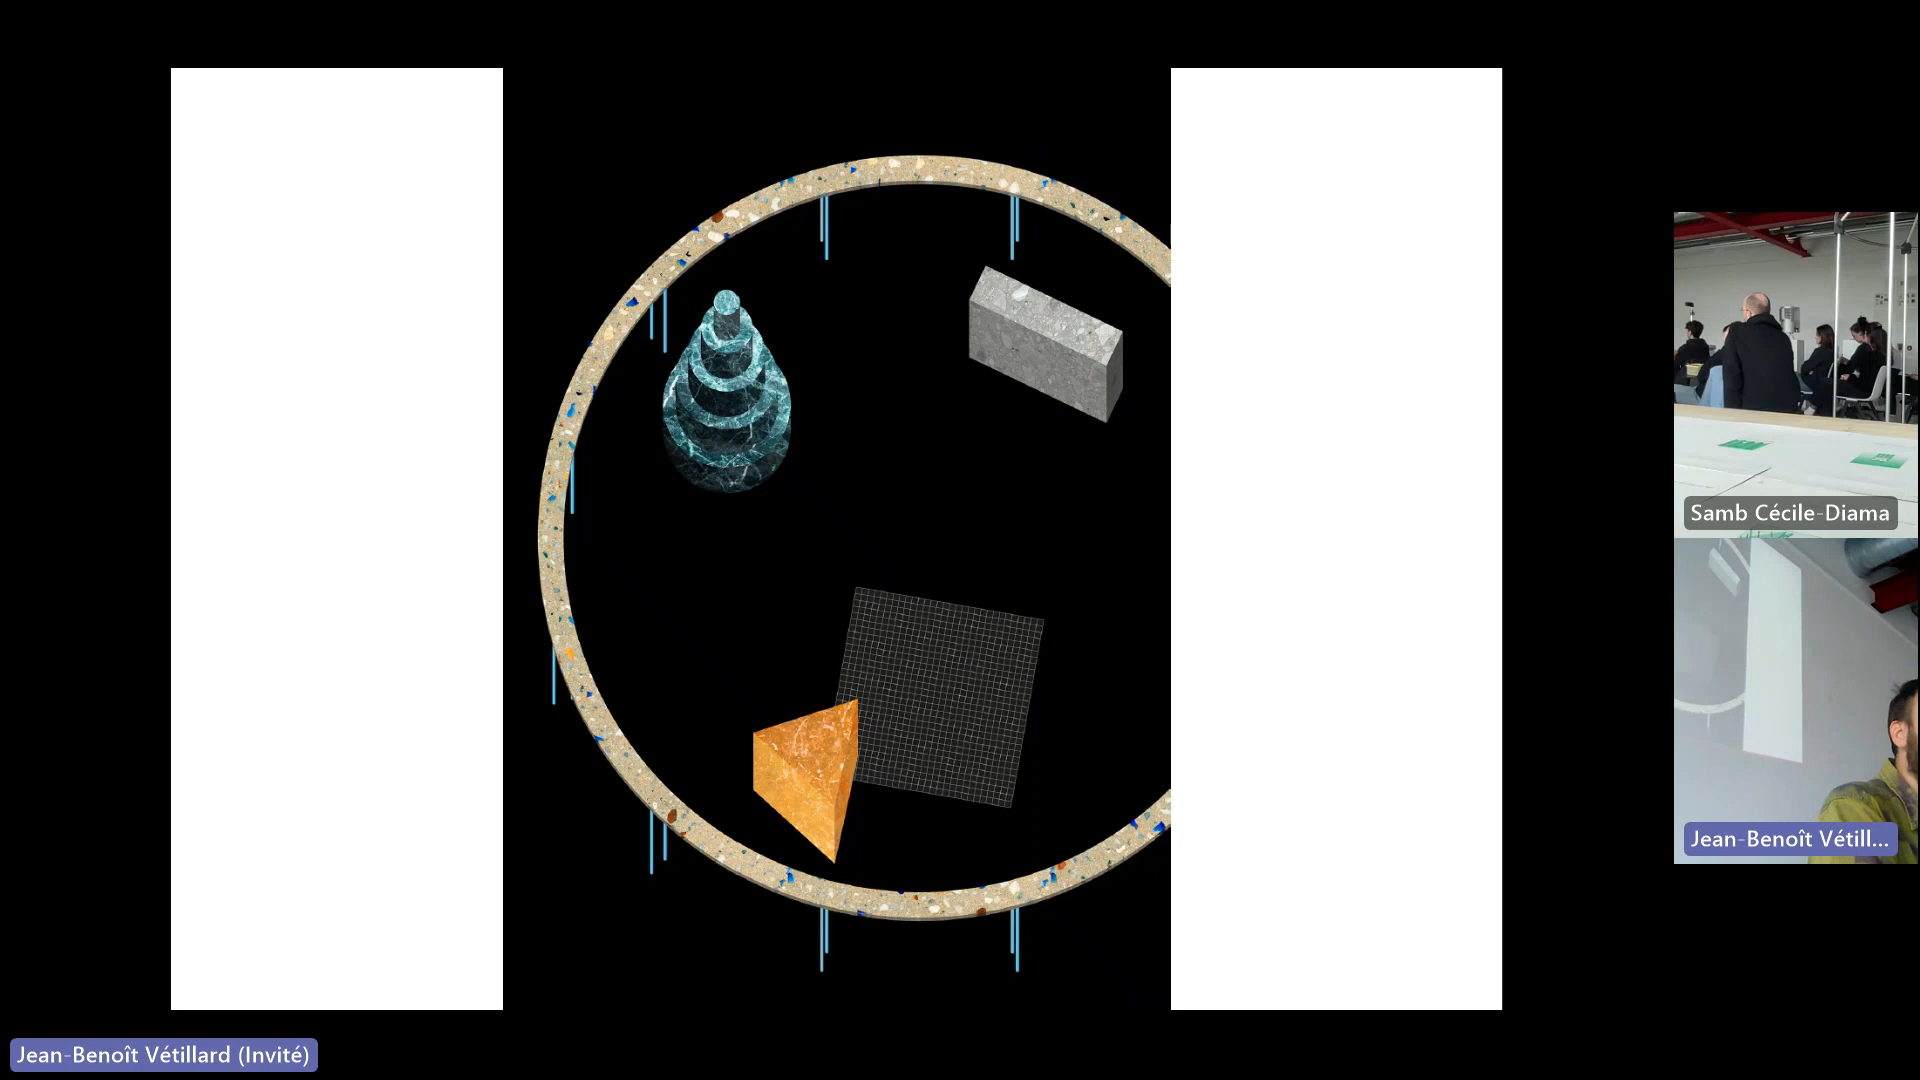 Samb Cécile-Diama
Jean-Benoît Vétill...
Jean-Benoît Vétillard (Invité)